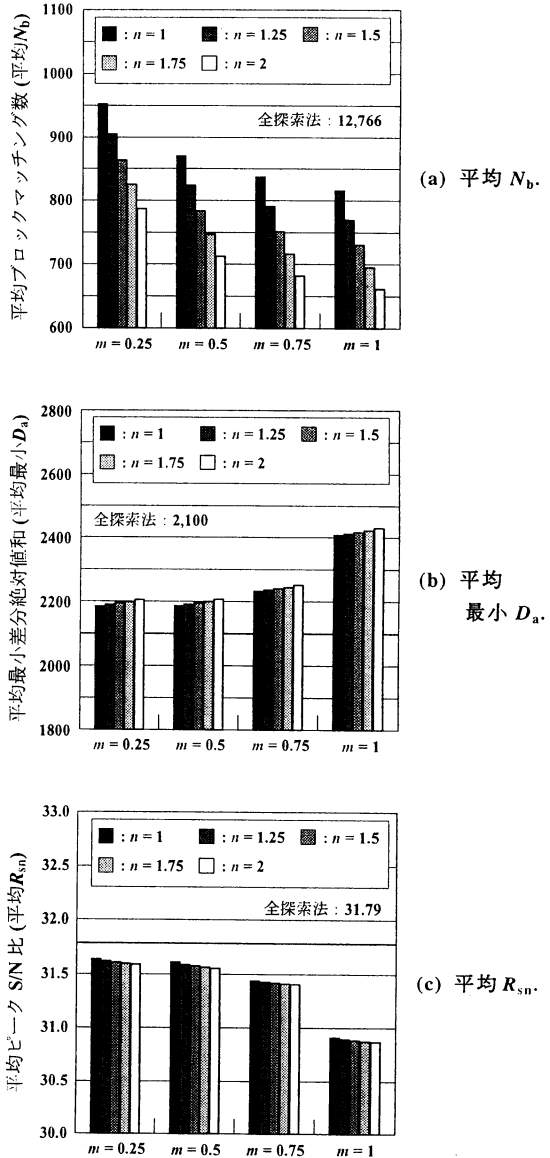 平均ブロックマッチング数 (平均Nb)
1100
1000
900
800
700
600
: n = 1 : n = 1.25 : n = 1.5
: n = 1.75 : n = 2
全探索法 : 12,766
m = 0.25 m = 0.5 m = 0.75 m = 1
(a) 平均 Nb.
平均最小差分絶対値和 (平均最小Da)
2800
2600
2400
2200
2000
1800
: n = 1 : n = 1.25 : n = 1.5
: n = 1.75 : n = 2
全探索法 : 2,100
m = 0.25 m = 0.5 m = 0.75 m = 1
(b) 平均
最小 Da.
平均ピーク S/N 比 (平均Rsn)
33.0
32.5
32.0
31.5
31.0
30.5
30.0
: n = 1 : n = 1.25 : n = 1.5
: n = 1.75 : n = 2
全探索法 : 31.79
m = 0.25 m = 0.5 m = 0.75 m = 1
(c) 平均 Rsn.